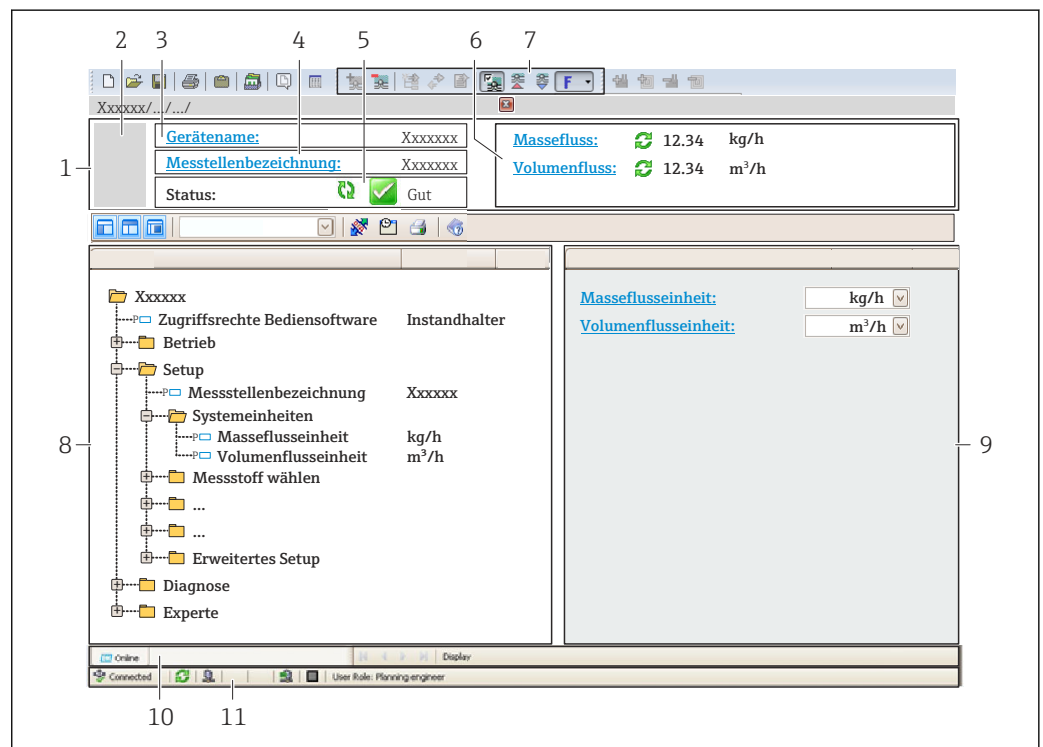 2 3 4 5 6 7
F
Xxxxxx/.../.../
1
Gerätename: Xxxxxxx
Messtellenbezeichnung: Xxxxxxx
Status: Gut
Massefluss: 12.34 kg/h
Volumenfluss: 12.34 m³/h
Xxxxxx
P Zugriffsrechte Bediensoftware Instandhalter
Betrieb
Setup
P Messstellenbezeichnung Xxxxxx
Systemeinheiten
P Masseflusseinheit kg/h
P Volumenflusseinheit m³/h
Messstoff wählen
...
...
Erweitertes Setup
Diagnose
Experte
8
Masseflusseinheit: kg/h
Volumenflusseinheit: m³/h
9
Online Display
Connected User Role: Planning engineer
10 11